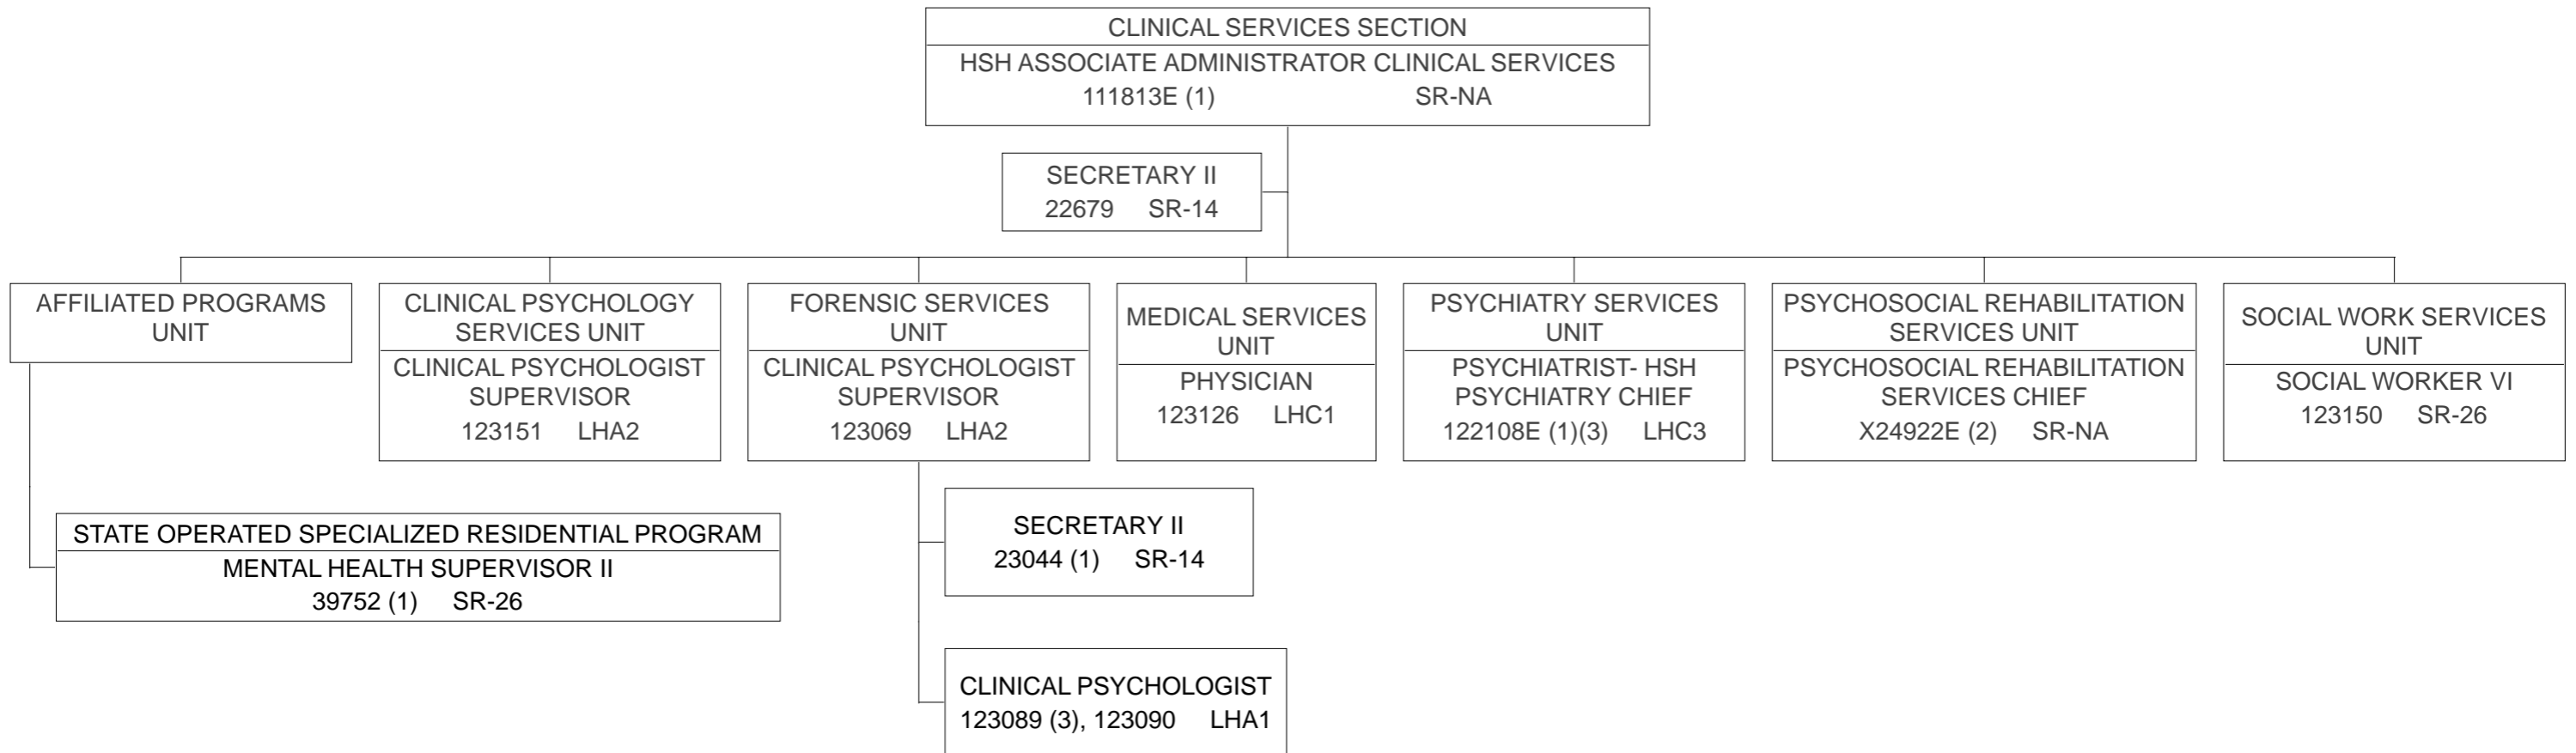 CLINICAL SERVICES SECTION
HSH ASSOCIATE ADMINISTRATOR CLINICAL SERVICES
111813E (1) SR-NA
SECRETARY II
22679 SR-14
AFFILIATED PROGRAMS
UNIT
CLINICAL PSYCHOLOGY
SERVICES UNIT
CLINICAL PSYCHOLOGIST
SUPERVISOR
123151 LHA2
FORENSIC SERVICES
UNIT
CLINICAL PSYCHOLOGIST
SUPERVISOR
123069 LHA2
MEDICAL SERVICES
UNIT
PHYSICIAN
123126 LHC1
PSYCHIATRY SERVICES
UNIT
PSYCHIATRIST- HSH
PSYCHIATRY CHIEF
122108E (1)(3) LHC3
PSYCHOSOCIAL REHABILITATION
SERVICES UNIT
PSYCHOSOCIAL REHABILITATION
SERVICES CHIEF
X24922E (2) SR-NA
SOCIAL WORK SERVICES
UNIT
SOCIAL WORKER VI
123150 SR-26
STATE OPERATED SPECIALIZED RESIDENTIAL PROGRAM
MENTAL HEALTH SUPERVISOR II
39752 (1) SR-26
SECRETARY II
23044 (1) SR-14
CLINICAL PSYCHOLOGIST
123089 (3), 123090 LHA1